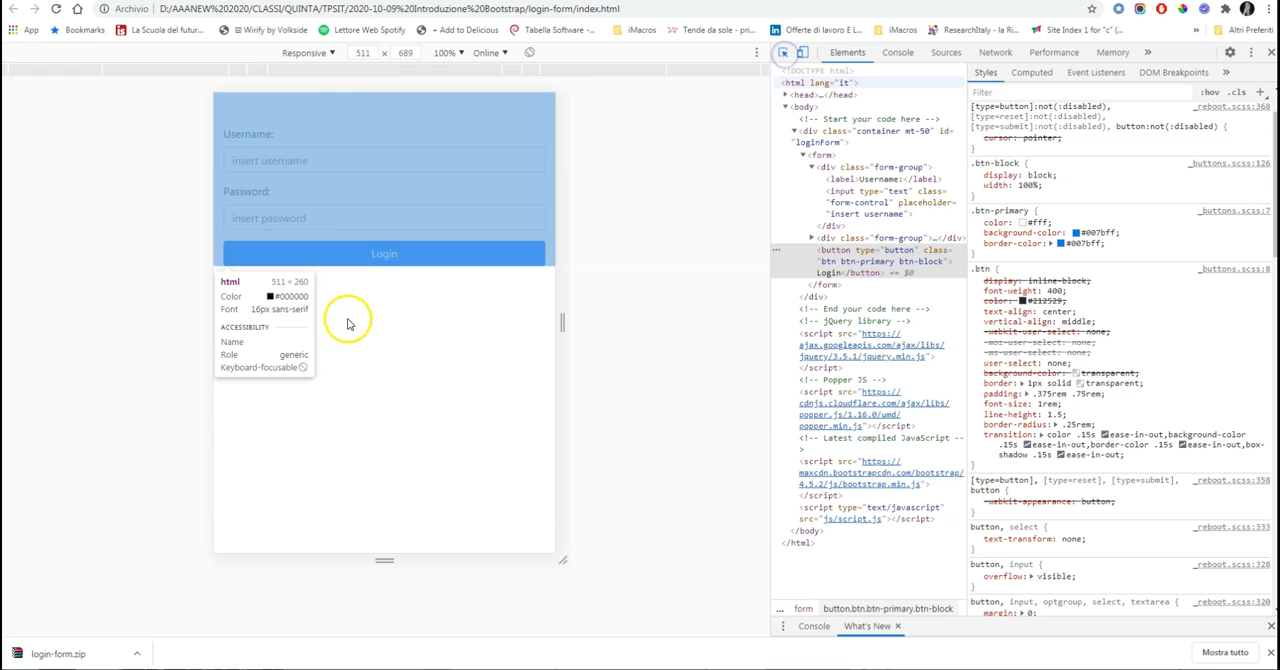 Archivio D:/AAANEW%202020/CLASSI/QUINTA/TPSIT/2020-10-09%20Introduzione%20Bootstrap/login-form/index.html
App Bookmarks La Scuola del futur... El Winfy by Volkside Lettore Web Spotify + Add to Delicious Tabella Software -... iMacros Tende da sole - pri... Offerte di lavoro E L... iMacros ResearchItaly - la Ri... Site Index 1 for "c" (... Altri Preferiti
Responsive 511 × 689 100% Online
Elements Console Sources Network Performance Memory »
Username:
insert username
Password:
insert password
Login
html 511 × 260
Color #000000
Font 16px sans-serif
ACCESSIBILITY
Name
Role generic
Keyboard-focusable
<!DOCTYPE html>
<html lang="it">
<head>…</head>
<body>
<!-- Start your code here -->
<div class="container mt-50" id=
"loginForm">
<form>
<div class="form-group">
<label>Username:</label>
<input type="text" class=
"form-control" placeholder=
"insert username">
</div>
<div class="form-group">…</div>
<button type="button" class=
"btn btn-primary btn-block">
Login</button> == $0
</form>
</div>
<!-- End your code here -->
<!-- jQuery library -->
<script src="https://
ajax.googleapis.com/ajax/libs/
jquery/3.5.1/jquery.min.js">
</script>
<!-- Popper JS -->
<script src="https://
cdnjs.cloudflare.com/ajax/libs/
popper.js/1.16.0/umd/
popper.min.js"></script>
<!-- Latest compiled JavaScript --
>
<script src="https://
maxcdn.bootstrapcdn.com/bootstrap/
4.5.2/js/bootstrap.min.js">
</script>
<script type="text/javascript"
src="js/script.js"></script>
</body>
</html>
... form button.btn.btn-primary.btn-block
Styles Computed Event Listeners DOM Breakpoints »
Filter :hov .cls +
[type=button]:not(:disabled), _reboot.scss:368
[type=reset]:not(:disabled),
[type=submit]:not(:disabled), button:not(:disabled) {
cursor: pointer;
}
.btn-block { _buttons.scss:126
display: block;
width: 100%;
}
.btn-primary { _buttons.scss:7
color: #fff;
background-color: #007bff;
border-color: #007bff;
}
.btn { _buttons.scss:8
display: inline-block;
font-weight: 400;
color: #212529;
text-align: center;
vertical-align: middle;
-webkit-user-select: none;
-moz-user-select: none;
-ms-user-select: none;
user-select: none;
background-color: transparent;
border: 1px solid transparent;
padding: .375rem .75rem;
font-size: 1rem;
line-height: 1.5;
border-radius: .25rem;
transition: color .15s ease-in-out,background-color
.15s ease-in-out,border-color .15s ease-in-out,box-
shadow .15s ease-in-out;
}
[type=button], [type=reset], [type=submit], _reboot.scss:358
button {
-webkit-appearance: button;
}
button, select { _reboot.scss:333
text-transform: none;
}
button, input { _reboot.scss:328
overflow: visible;
}
button, input, optgroup, select, textarea { _reboot.scss:320
margin: 0;
Console What's New ×
login-form.zip
Mostra tutto